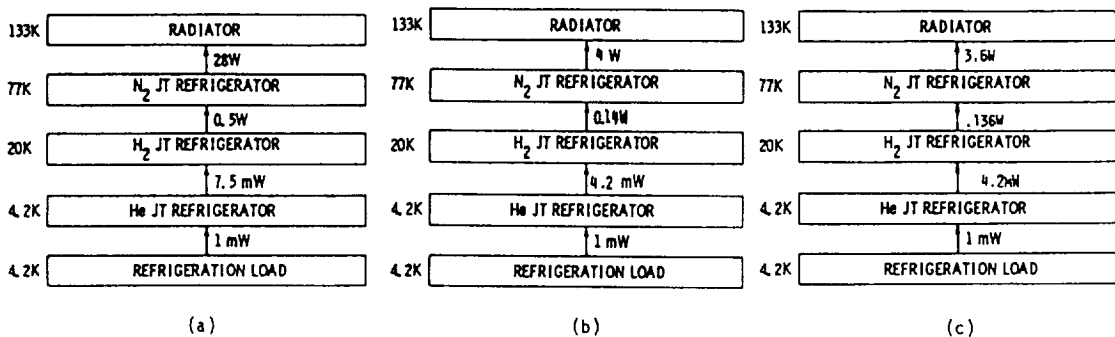 133K RADIATOR
28W
77K N2 JT REFRIGERATOR
0.5W
20K H2 JT REFRIGERATOR
7.5 mW
4.2K He JT REFRIGERATOR
1 mW
4.2K REFRIGERATION LOAD
(a)
133K RADIATOR
4 W
77K N2 JT REFRIGERATOR
0.14W
20K H2 JT REFRIGERATOR
4.2 mW
4.2K He JT REFRIGERATOR
1 mW
4.2K REFRIGERATION LOAD
(b)
133K RADIATOR
3.6W
77K N2 JT REFRIGERATOR
.136W
20K H2 JT REFRIGERATOR
4.2mW
4.2K He JT REFRIGERATOR
1 mW
4.2K REFRIGERATION LOAD
(c)